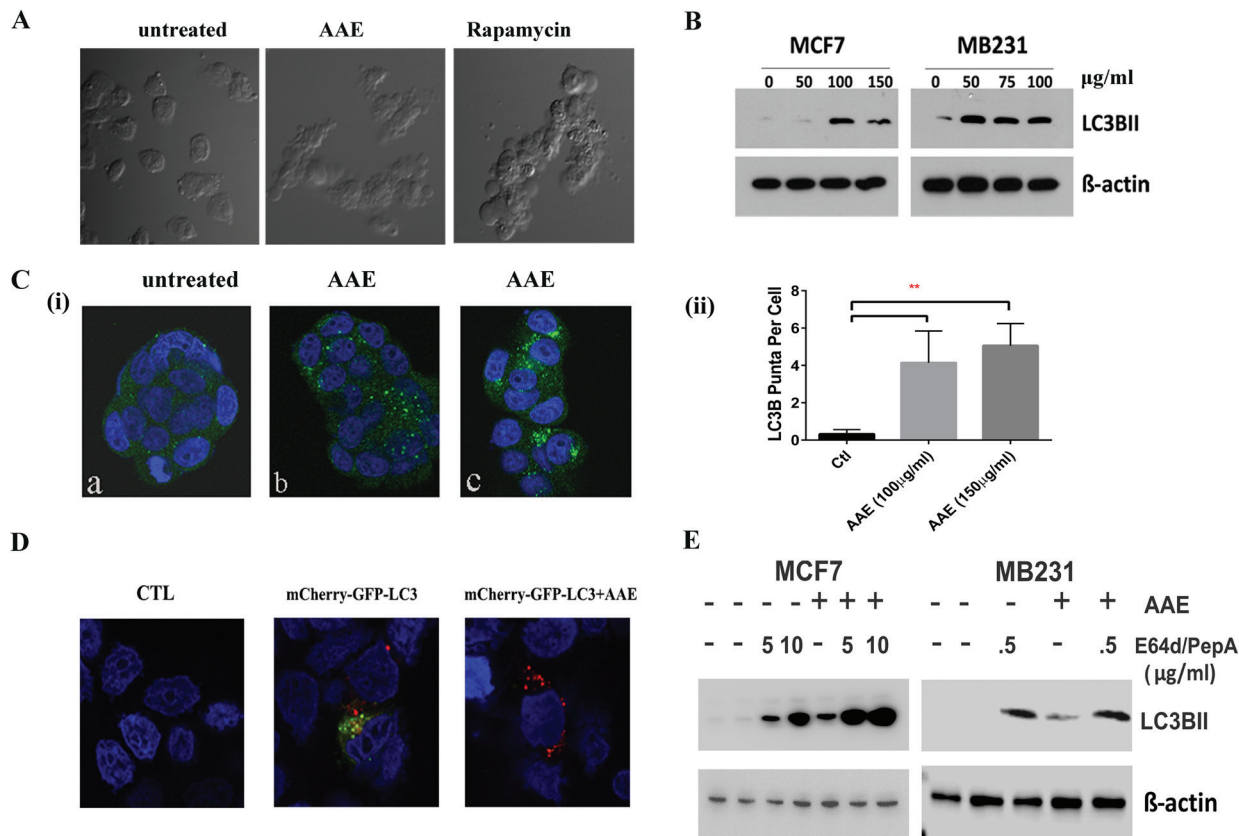 A
untreated
AAE
Rapamycin
B
MCF7
MB231
0 50 100 150
0 50 75 100
µg/ml
LC3BII
ß-actin
C
(i)
untreated
AAE
AAE
a
b
c
(ii)
LC3B Punta Per Cell
8
6
4
2
0
**
Ctl
AAE (100µg/ml)
AAE (150µg/ml)
D
CTL
mCherry-GFP-LC3
mCherry-GFP-LC3+AAE
E
MCF7
MB231
- - - - + + +
- - - + +
AAE
- - 5 10 - 5 10
- - .5 - .5
E64d/PepA
(µg/ml)
LC3BII
ß-actin